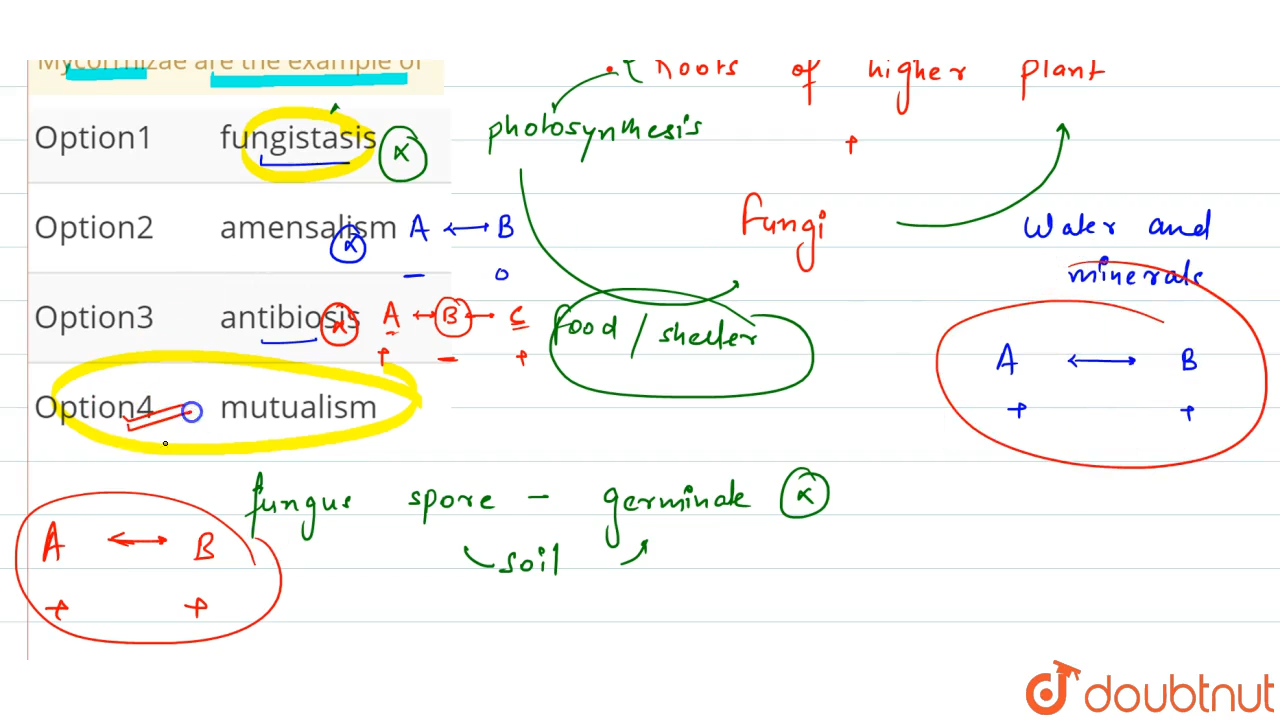 Mycorrhizae are the example of
( Roots of higher plant
Option1 fungistasis
photosynthesis
+
Option2 amensalism A ↔ B
- 0
Fungi
Water and
minerals
Option3 antibiosis A ↔ B → C
+ - +
food / shelter
A ↔ B
+ +
Option4 mutualism
fungus spore - germinate
soil
A ↔ B
+ +
doubtnut